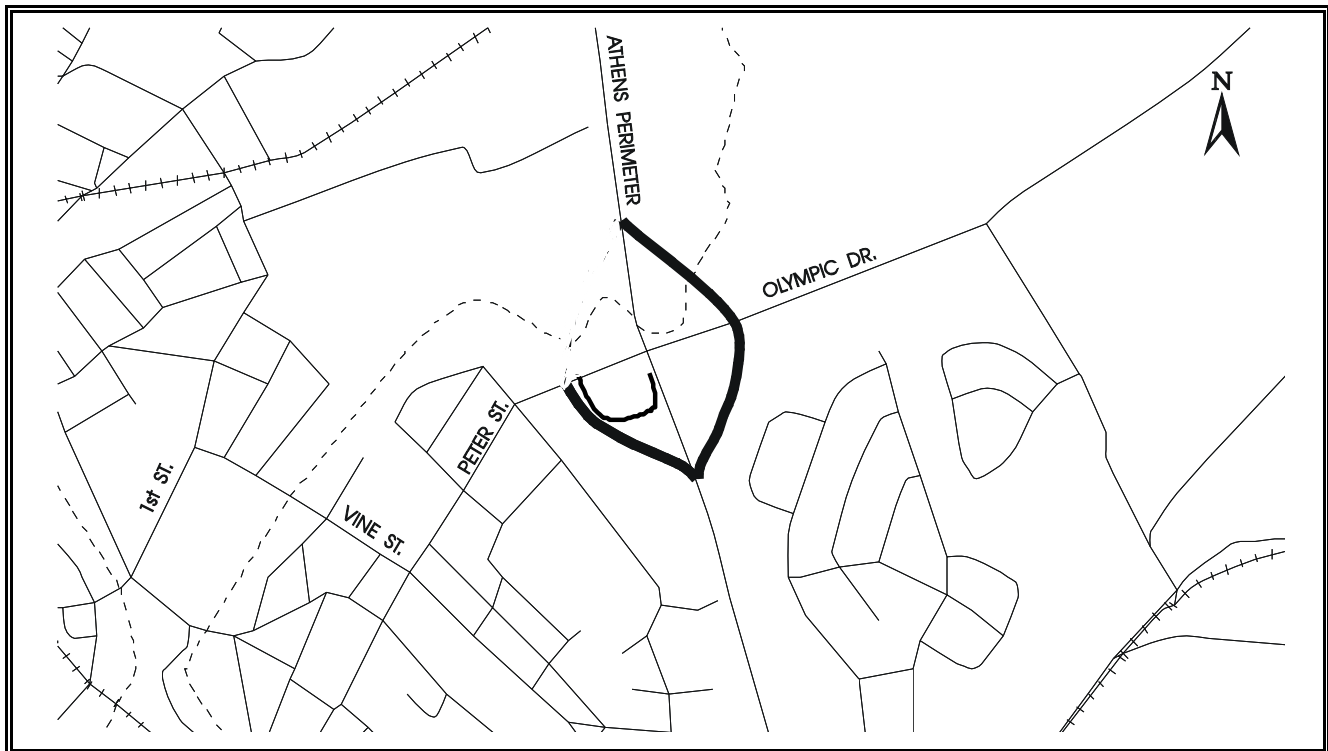 N
ATHENS PERIMETER
OLYMPIC DR.
PETER ST.
1st ST.
VINE ST.